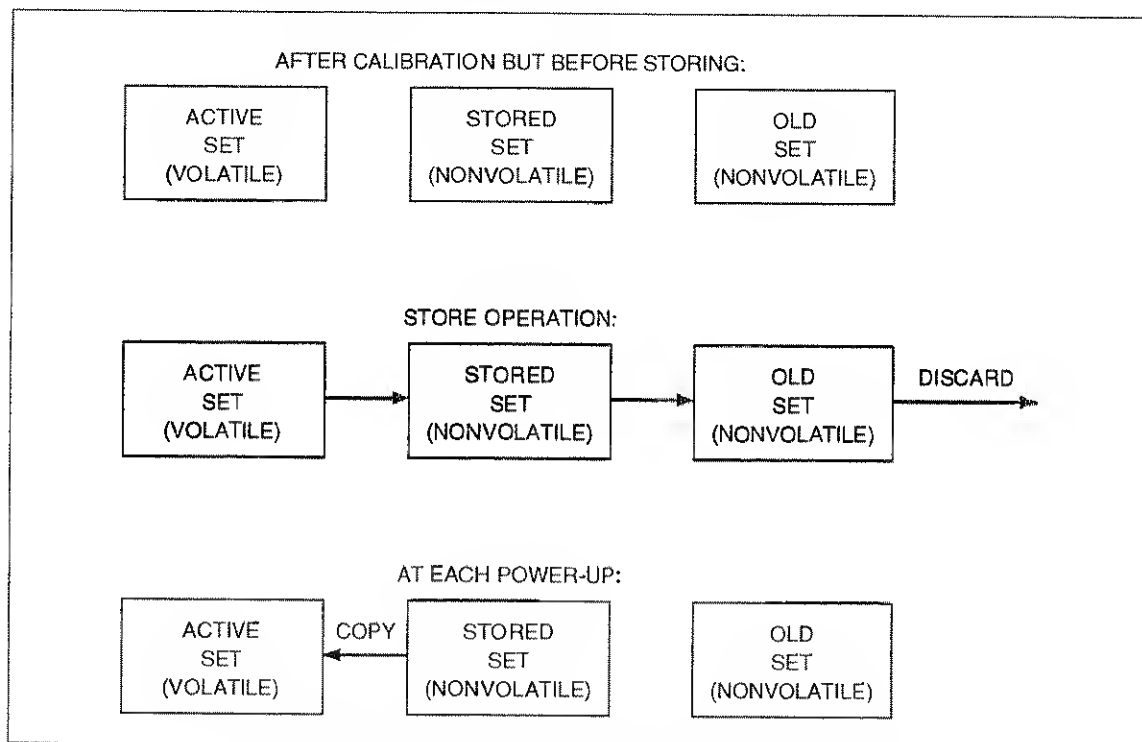 AFTER CALIBRATION BUT BEFORE STORING:
ACTIVE
SET
(VOLATILE)
STORED
SET
(NONVOLATILE)
OLD
SET
(NONVOLATILE)
STORE OPERATION:
ACTIVE
SET
(VOLATILE)
STORED
SET
(NONVOLATILE)
OLD
SET
(NONVOLATILE)
DISCARD
AT EACH POWER-UP:
ACTIVE
SET
(VOLATILE)
COPY
STORED
SET
(NONVOLATILE)
OLD
SET
(NONVOLATILE)